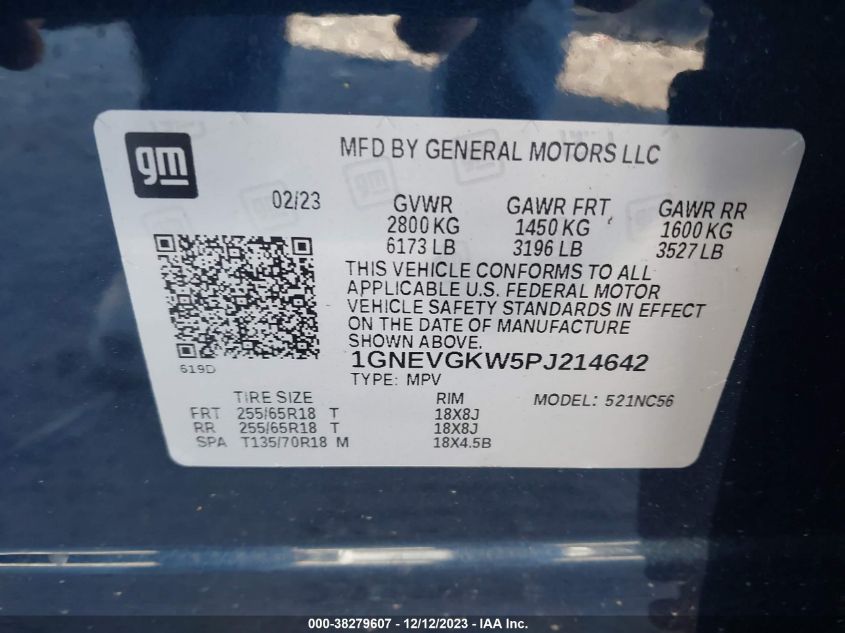 gm
MFD BY GENERAL MOTORS LLC
02/23 GVWR GAWR FRT GAWR RR
2800 KG 1450 KG 1600 KG
6173 LB 3196 LB 3527 LB
THIS VEHICLE CONFORMS TO ALL
APPLICABLE U.S. FEDERAL MOTOR
VEHICLE SAFETY STANDARDS IN EFFECT
ON THE DATE OF MANUFACTURE
SHOWN ABOVE.
619D
1GNEVGKW5PJ214642
TYPE: MPV
TIRE SIZE RIM MODEL: 521NC56
FRT 255/65R18 T 18X8J
RR 255/65R18 T 18X8J
SPA T135/70R18 M 18X4.5B
000-38279607 - 12/12/2023 - IAA Inc.